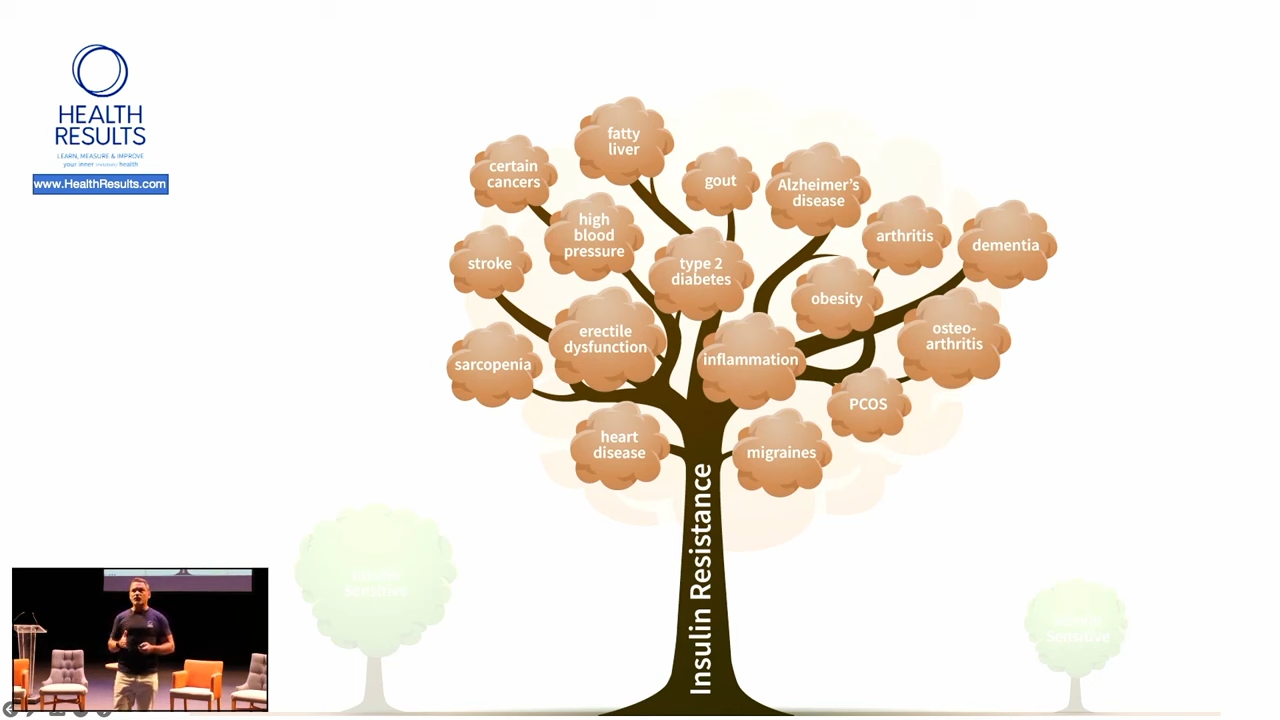 HEALTH
RESULTS
LEARN, MEASURE & IMPROVE
your inner metabolic health
www.HealthResults.com
fatty
liver
certain
cancers
gout
Alzheimer's
disease
high
blood
pressure
arthritis
dementia
stroke
type 2
diabetes
obesity
erectile
dysfunction
inflammation
osteo-
arthritis
sarcopenia
PCOS
heart
disease
migraines
Insulin Resistance
Sensitive
Sensitive